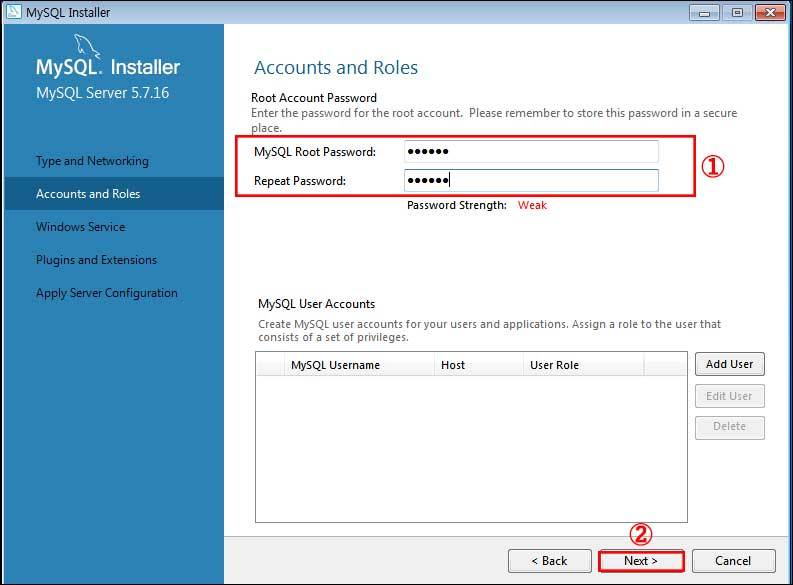 MySQL Installer
MySQL® Installer
MySQL Server 5.7.16
Type and Networking
Accounts and Roles
Windows Service
Plugins and Extensions
Apply Server Configuration
Accounts and Roles
Root Account Password
Enter the password for the root account. Please remember to store this password in a secure
place.
MySQL Root Password: ●●●●●●
Repeat Password: ●●●●●●
①
Password Strength: Weak
MySQL User Accounts
Create MySQL user accounts for your users and applications. Assign a role to the user that
consists of a set of privileges.
MySQL Username Host User Role
Add User
Edit User
Delete
②
< Back Next > Cancel